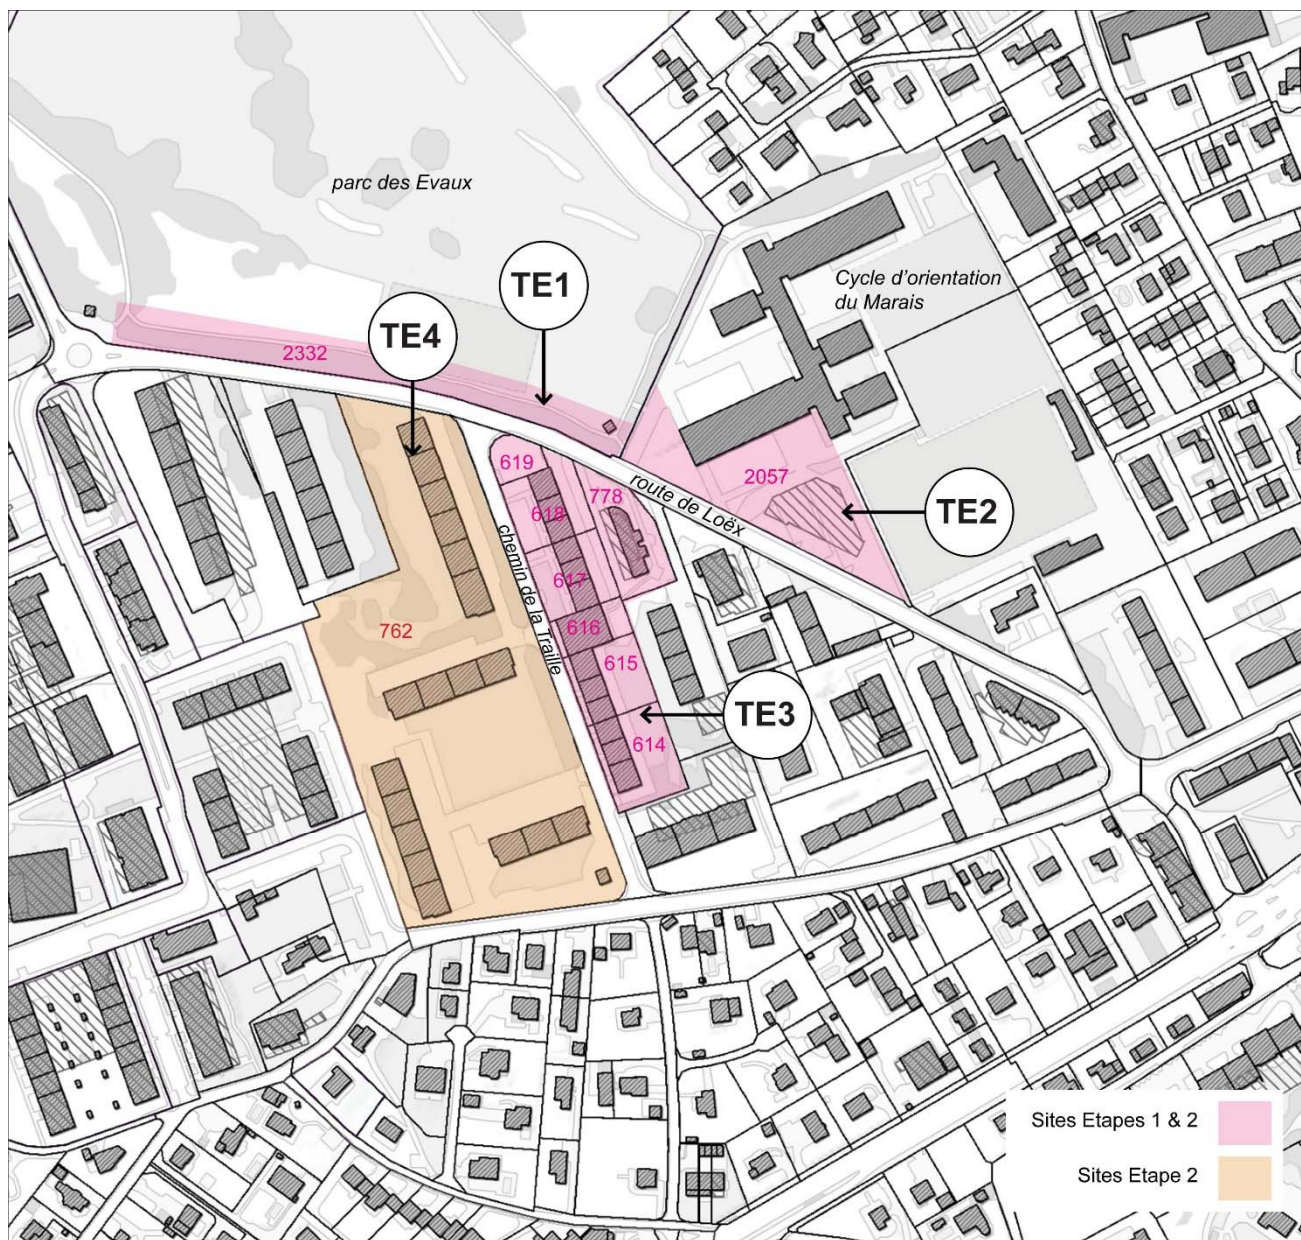 parc des Evaux
TE1
Cycle d'orientation
du Marais
TE4
2332
619
778
route de Loëx
2057
TE2
618
chemin de la Traille
617
762
616
615
TE3
614
Sites Etapes 1 & 2
Sites Etape 2